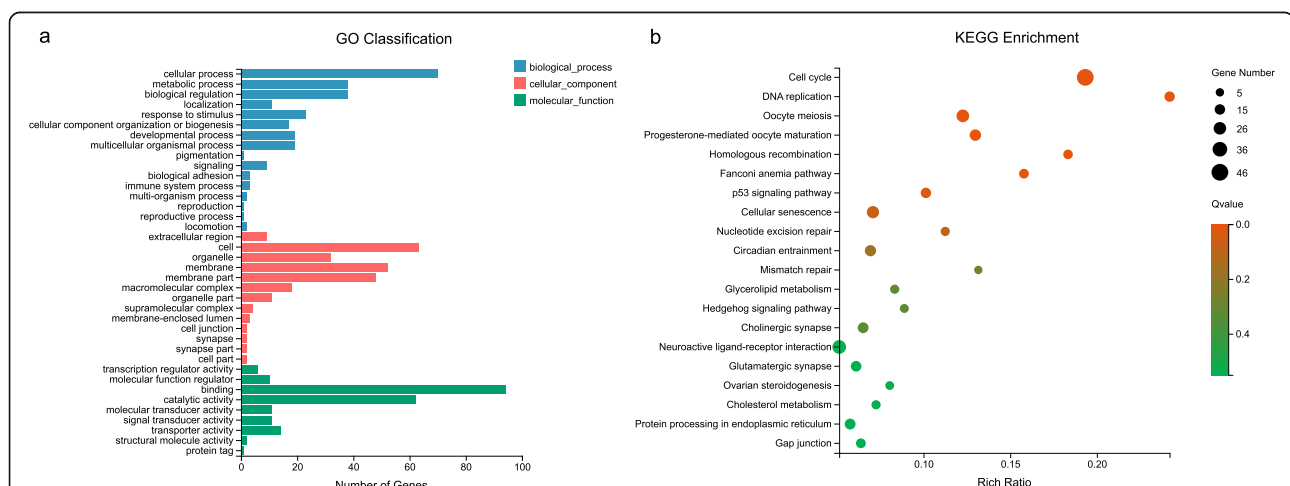 a
GO Classification
cellular process
metabolic process
biological regulation
localization
response to stimulus
cellular component organization or biogenesis
developmental process
multicellular organismal process
pigmentation
signaling
biological adhesion
immune system process
multi-organism process
reproduction
reproductive process
locomotion
extracellular region
cell
organelle
membrane
membrane part
macromolecular complex
organelle part
supramolecular complex
membrane-enclosed lumen
cell junction
synapse
synapse part
cell part
transcription regulator activity
molecular function regulator
binding
catalytic activity
molecular transducer activity
signal transducer activity
transporter activity
structural molecule activity
protein tag
0 20 40 60 80 100
Number of Genes
biological_process
cellular_component
molecular_function
b
KEGG Enrichment
Cell cycle
DNA replication
Oocyte meiosis
Progesterone-mediated oocyte maturation
Homologous recombination
Fanconi anemia pathway
p53 signaling pathway
Cellular senescence
Nucleotide excision repair
Circadian entrainment
Mismatch repair
Glycerolipid metabolism
Hedgehog signaling pathway
Cholinergic synapse
Neuroactive ligand-receptor interaction
Glutamatergic synapse
Ovarian steroidogenesis
Cholesterol metabolism
Protein processing in endoplasmic reticulum
Gap junction
0.10 0.15 0.20
Rich Ratio
Gene Number
5
15
26
36
46
Qvalue
0.0
0.2
0.4